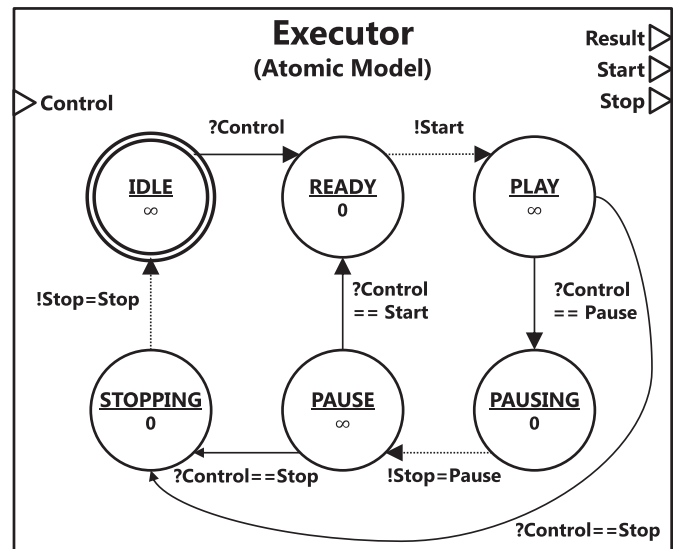 Executor
(Atomic Model)
Result
Start
Stop
Control
?Control
!Start
IDLE
∞
READY
0
PLAY
∞
!Stop=Stop
?Control
== Start
?Control
== Pause
STOPPING
0
PAUSE
∞
PAUSING
0
?Control==Stop
!Stop=Pause
?Control==Stop